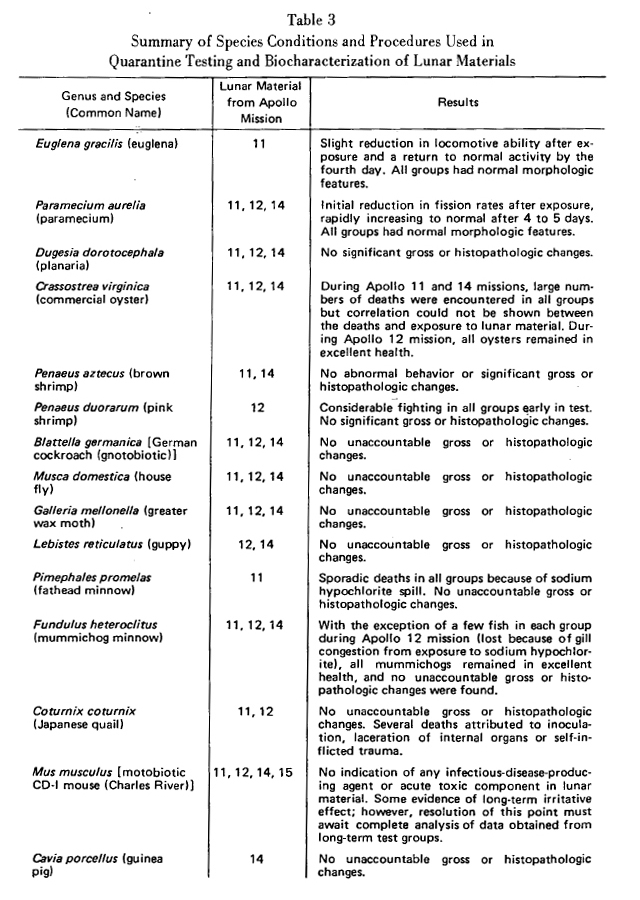 Table 3
Summary of Species Conditions and Procedures Used in
Quarantine Testing and Biocharacterization of Lunar Materials
Genus and Species
(Common Name)
Lunar Material
from Apollo
Mission
Results
Euglena gracilis (euglena)
11
Slight reduction in locomotive ability after ex-
posure and a return to normal activity by the
fourth day. All groups had normal morphologic
features.
Paramecium aurelia
(paramecium)
11, 12, 14
Initial reduction in fission rates after exposure,
rapidly increasing to normal after 4 to 5 days.
All groups had normal morphologic features.
Dugesia dorotocephala
(planaria)
11, 12, 14
No significant gross or histopathologic changes.
Crassostrea virginica
(commercial oyster)
11, 12, 14
During Apollo 11 and 14 missions, large num-
bers of deaths were encountered in all groups
but correlation could not be shown between
the deaths and exposure to lunar material. Dur-
ing Apollo 12 mission, all oysters remained in
excellent health.
Penaeus aztecus (brown
shrimp)
11, 14
No abnormal behavior or significant gross or
histopathologic changes.
Penaeus duorarum (pink
shrimp)
12
Considerable fighting in all groups early in test.
No significant gross or histopathologic changes.
Blattella germanica [German
cockroach (gnotobiotic)]
11, 12, 14
No unaccountable gross or histopathologic
changes.
Musca domestica (house
fly)
11, 12, 14
No unaccountable gross or histopathologic
changes.
Galleria mellonella (greater
wax moth)
11, 12, 14
No unaccountable gross or histopathologic
changes.
Lebistes reticulatus (guppy)
12, 14
No unaccountable gross or histopathologic
changes.
Pimephales promelas
(fathead minnow)
11
Sporadic deaths in all groups because of sodium
hypochlorite spill. No unaccountable gross or
histopathologic changes.
Fundulus heteroclitus
(mummichog minnow)
11, 12, 14
With the exception of a few fish in each group
during Apollo 12 mission (lost because of gill
congestion from exposure to sodium hypochlor-
ite), all mummichogs remained in excellent
health, and no unaccountable gross or histo-
pathologic changes were found.
Coturnix coturnix
(Japanese quail)
11, 12
No unaccountable gross or histopathologic
changes. Several deaths attributed to inocula-
tion, laceration of internal organs or self-in-
flicted trauma.
Mus musculus [motobiotic
CD-I mouse (Charles River)]
11, 12, 14, 15
No indication of any infectious-disease-produc-
ing agent or acute toxic component in lunar
material. Some evidence of long-term irritative
effect; however, resolution of this point must
await complete analysis of data obtained from
long-term test groups.
Cavia porcellus (guinea
pig)
14
No unaccountable gross or histopathologic
changes.